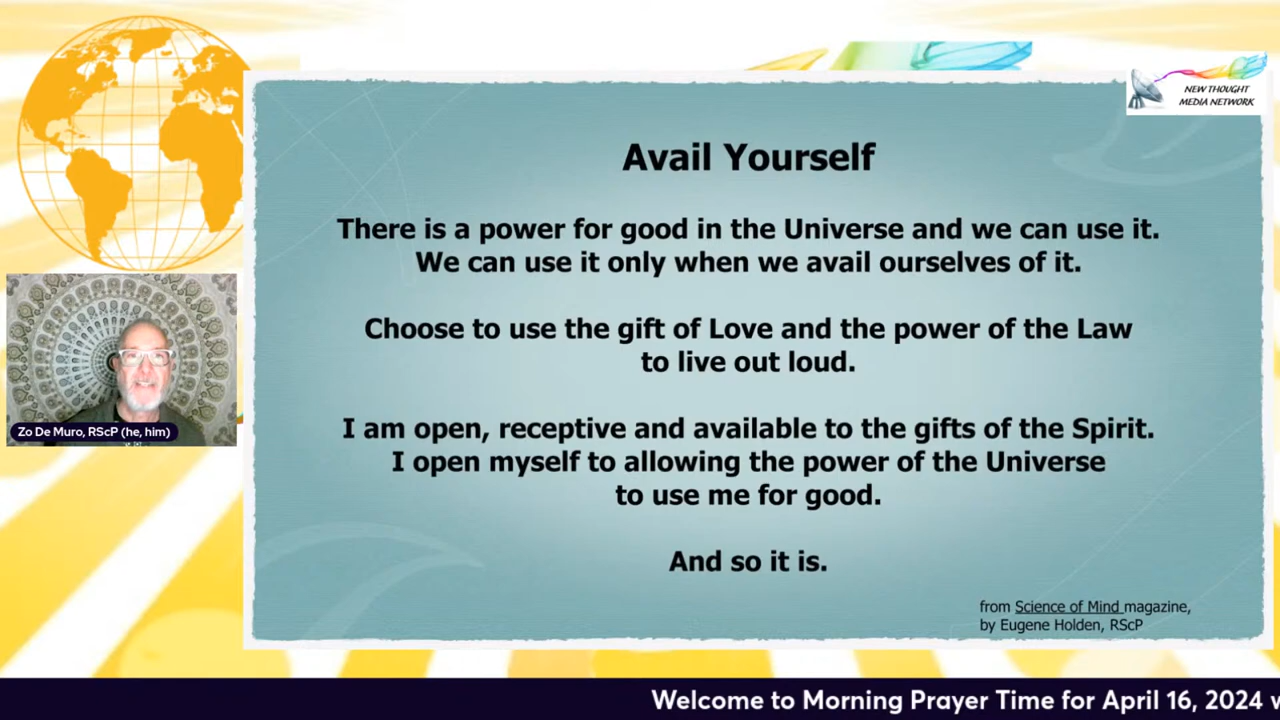 NEW THOUGHT
MEDIA NETWORK
Avail Yourself
There is a power for good in the Universe and we can use it.
We can use it only when we avail ourselves of it.
Choose to use the gift of Love and the power of the Law
to live out loud.
I am open, receptive and available to the gifts of the Spirit.
I open myself to allowing the power of the Universe
to use me for good.
And so it is.
from Science of Mind magazine,
by Eugene Holden, RScP
Zo De Muro, RScP (he, him)
Welcome to Morning Prayer Time for April 16, 2024 w